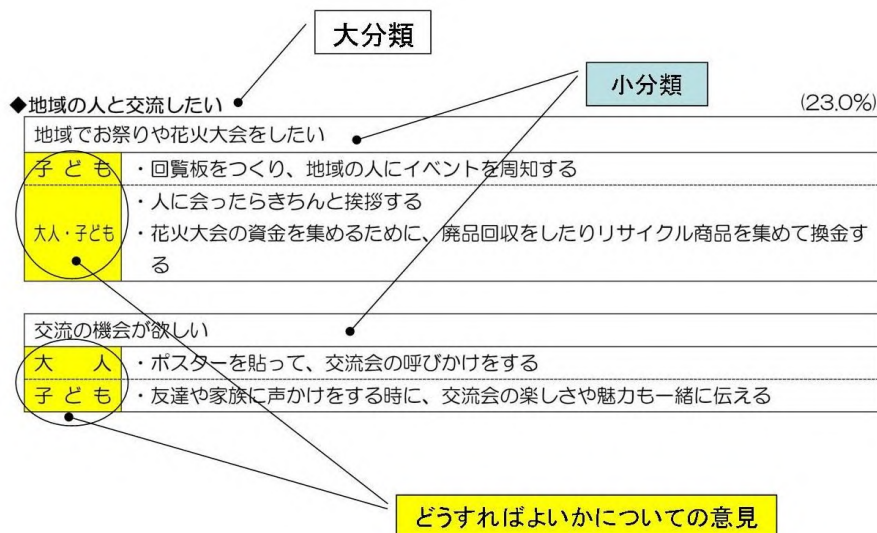 大分類
小分類
◆地域の人と交流したい (23.0%)
地域でお祭りや花火大会をしたい
子ども ・回覧板をつくり、地域の人にイベントを周知する
・人に会ったらきちんと挨拶する
大人・子ども ・花火大会の資金を集めるために、廃品回収をしたりリサイクル商品を集めて換金す
る
交流の機会が欲しい
大人 ・ポスターを貼って、交流会の呼びかけをする
子ども ・友達や家族に声かけをする時に、交流会の楽しさや魅力も一緒に伝える
どうすればよいかについての意見